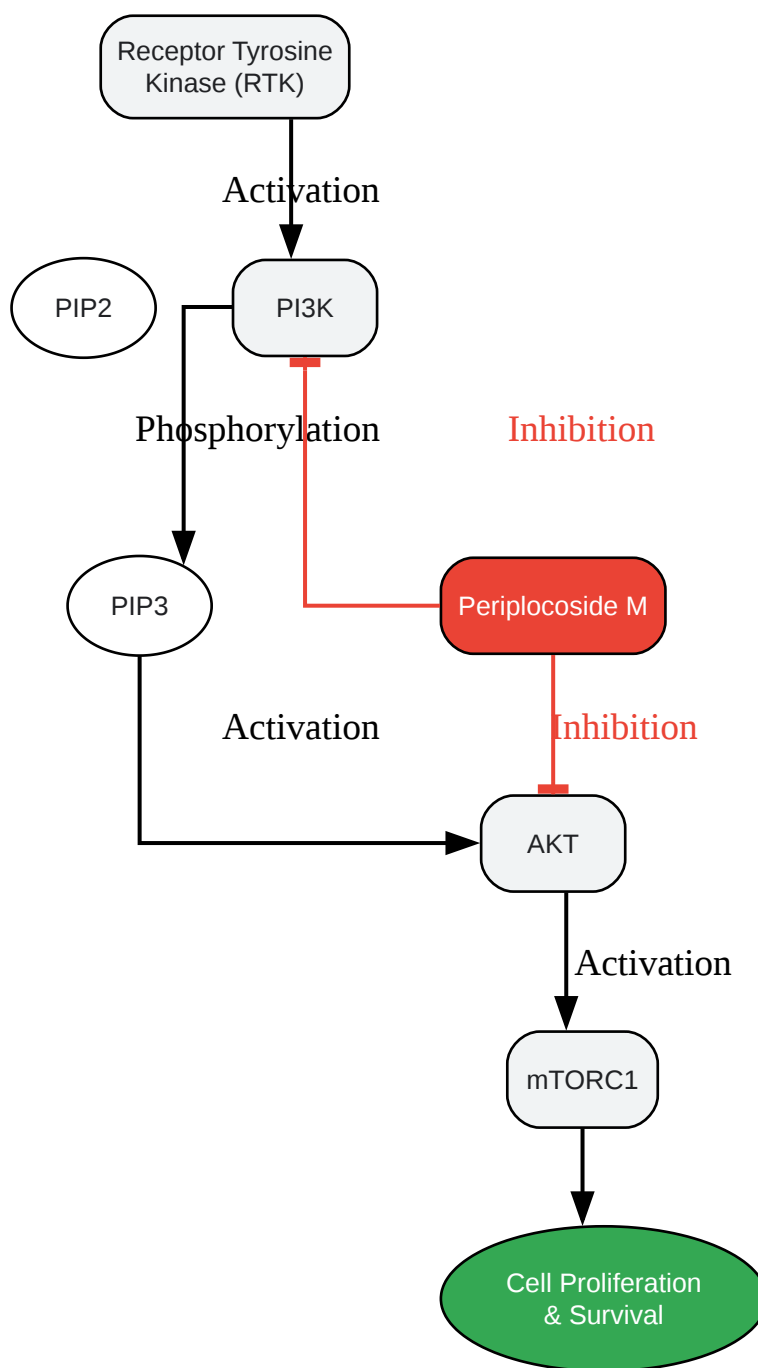 Receptor Tyrosine
Kinase (RTK)
Activation
PIP2
PI3K
Phosphorylation
Inhibition
PIP3
Periplocoside M
Activation
Inhibition
AKT
Activation
mTORC1
Cell Proliferation
& Survival